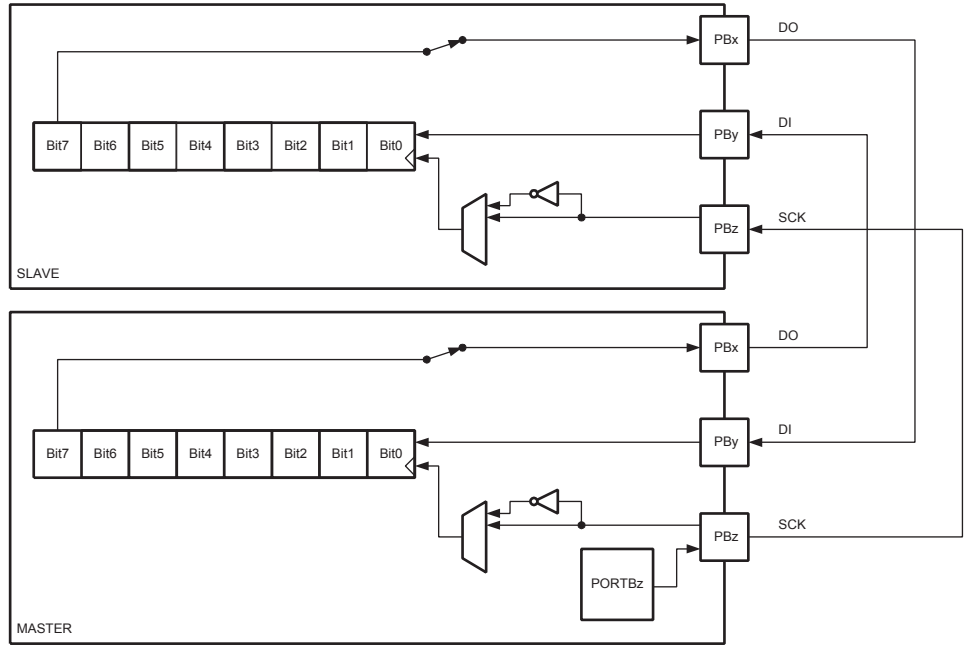 PBx DO
PBy DI
Bit7 Bit6 Bit5 Bit4 Bit3 Bit2 Bit1 Bit0
PBz SCK
SLAVE
PBx DO
PBy DI
Bit7 Bit6 Bit5 Bit4 Bit3 Bit2 Bit1 Bit0
PBz SCK
PORTBz
MASTER